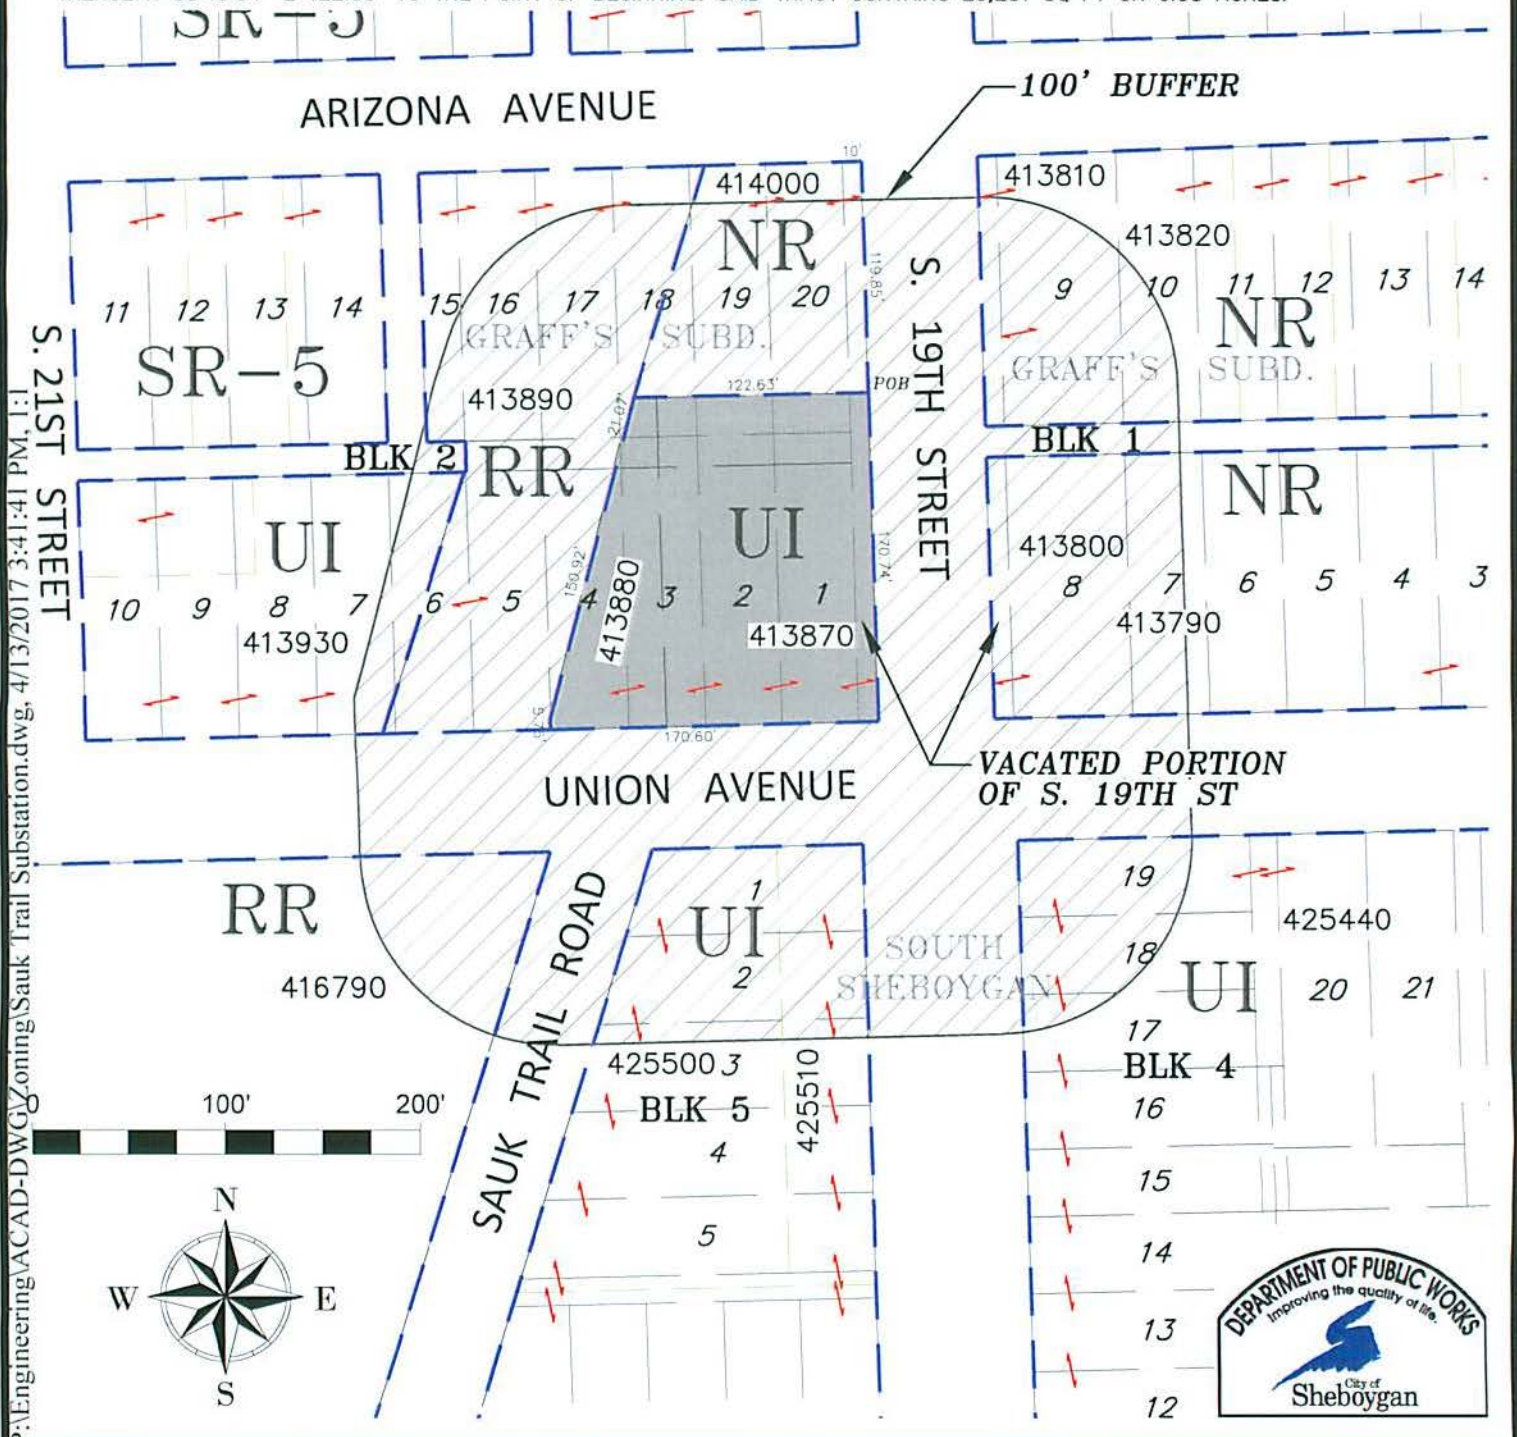 SR-5
ARIZONA AVENUE
100' BUFFER
10'
414000
413810
NR
413820
119.85'
S. 19TH STREET
11 12 13 14
15 16 17 18 19 20
9 10 11 12 13 14
NR
GRAFF'S SUBD.
GRAFF'S SUBD.
SR-5
S. 21ST STREET
413890
122.63'
POB
21.07'
BLK 2
RR
BLK 1
NR
UI
UI
170.74'
413800
150.92'
10 9 8 7 6 5 4 3 2 1
8 7 6 5 4 3
413930
413880
413870
413790
170.60'
VACATED PORTION
OF S. 19TH ST
UNION AVENUE
RR
1
UI
2
19
425440
SOUTH
SHEBOYGAN
18
UI
20 21
416790
17
SAUK TRAIL ROAD
425500 3
425510
BLK 4
BLK 5
16
4
15
5
14
13
12
0 100' 200'
N
W E
S
DEPARTMENT OF PUBLIC WORKS
Improving the quality of life.
City of
Sheboygan
P:\Engineering\ACAD-DWG\Zoning\Sauk Trail Substation.dwg, 4/13/2017 3:41:41 PM, 1:1